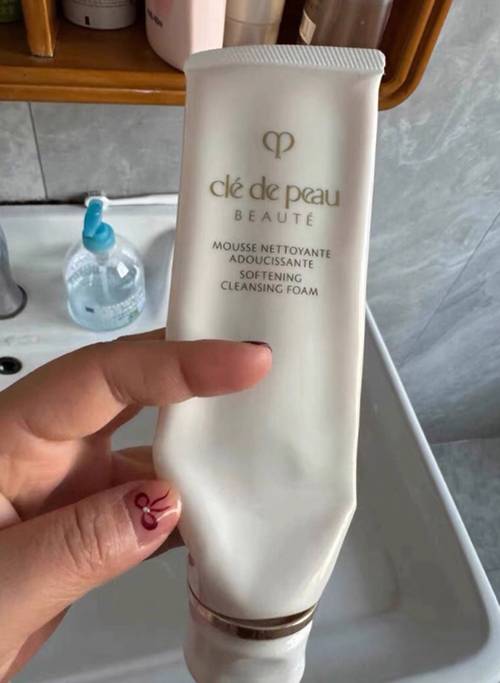 clé de peau
BEAUTÉ
MOUSSE NETTOYANTE
ADOUCISSANTE
SOFTENING
CLEANSING FOAM